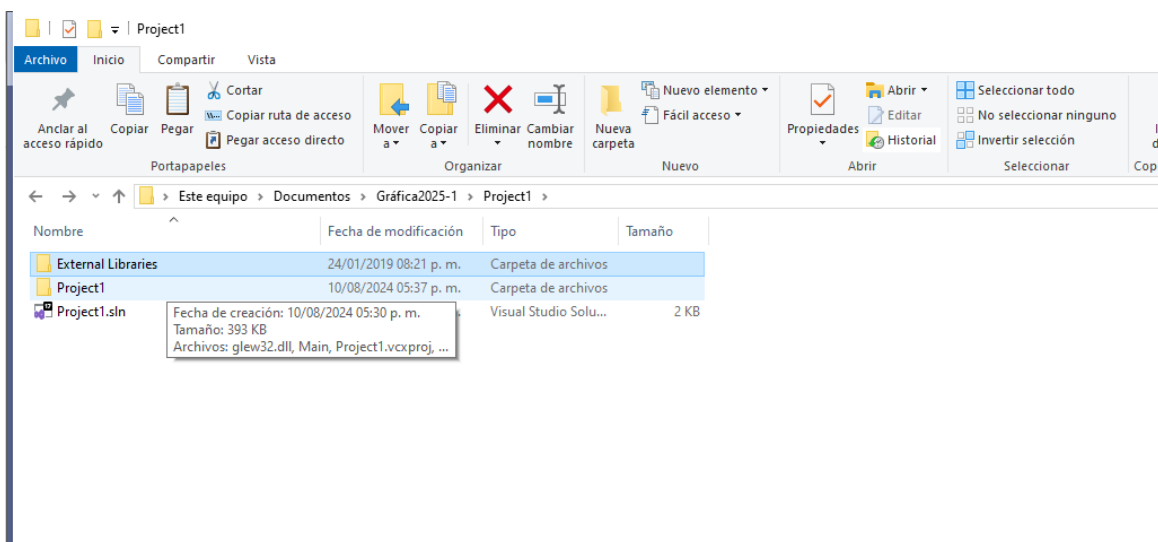 Project1
Archivo Inicio Compartir Vista
Anclar al acceso rápido
Copiar
Pegar
Cortar
Copiar ruta de acceso
Pegar acceso directo
Portapapeles
Mover a
Copiar a
Eliminar
Cambiar nombre
Organizar
Nueva carpeta
Nuevo elemento
Fácil acceso
Nuevo
Propiedades
Abrir
Editar
Historial
Abrir
Seleccionar todo
No seleccionar ninguno
Invertir selección
Seleccionar
Este equipo > Documentos > Gráfica2025-1 > Project1 >
Nombre Fecha de modificación Tipo Tamaño
External Libraries 24/01/2019 08:21 p. m. Carpeta de archivos
Project1 10/08/2024 05:37 p. m. Carpeta de archivos
Project1.sln Visual Studio Solu... 2 KB
Fecha de creación: 10/08/2024 05:30 p. m.
Tamaño: 393 KB
Archivos: glew32.dll, Main, Project1.vcxproj, ...